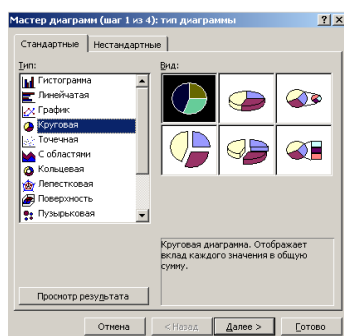 Мастер диаграмм (шаг 1 из 4): тип диаграммы
Стандартные Нестандартные
Тип: Вид:
Гистограмма
Линейчатая
График
Круговая
Точечная
С областями
Кольцевая
Лепестковая
Поверхность
Пузырьковая
Круговая диаграмма. Отображает
вклад каждого значения в общую
сумму.
Просмотр результата
Отмена < Назад Далее > Готово